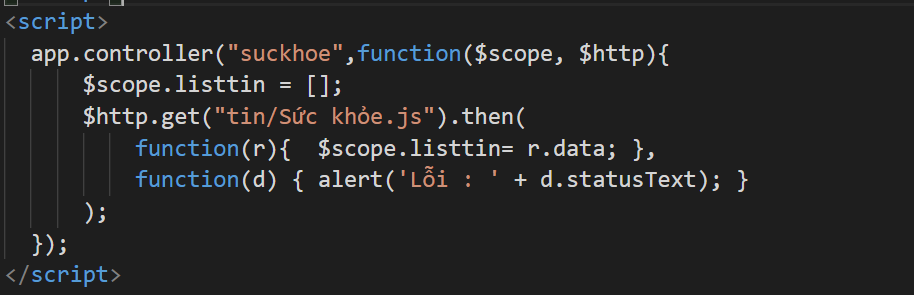 <script>
app.controller("suckhoe",function($scope, $http){
$scope.listtin = [];
$http.get("tin/Sức khỏe.js").then(
function(r){  $scope.listtin= r.data; },
function(d) { alert('Lỗi : ' + d.statusText); }
);
});
</script>